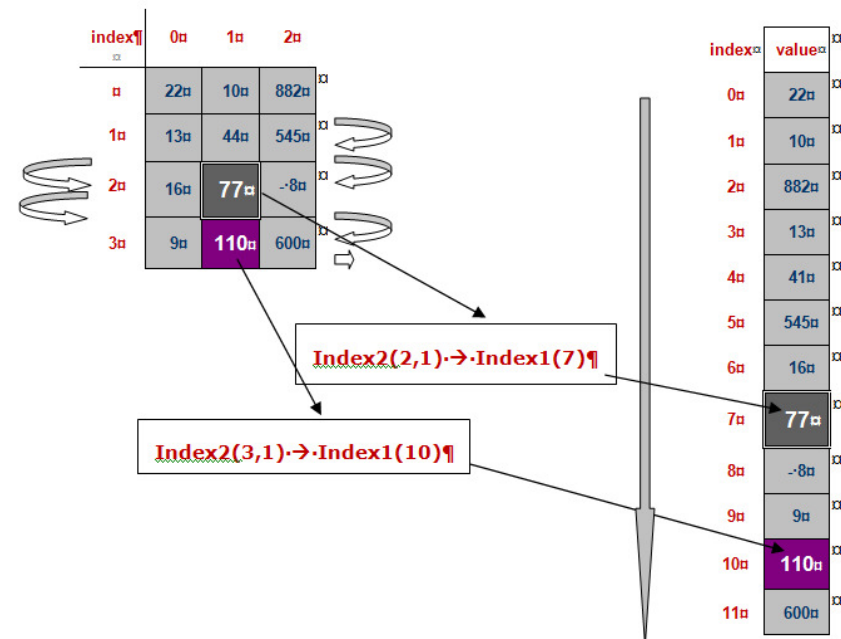 index¶ 0¤ 1¤ 2¤
¤
¤ 22¤ 10¤ 882¤ ¤
1¤ 13¤ 44¤ 545¤ ¤
2¤ 16¤ 77¤ -·8¤ ¤
3¤ 9¤ 110¤ 600¤ ¤
Index2(2,1)·→·Index1(7)¶
Index2(3,1)·→·Index1(10)¶
index¤ value¤ ¤
0¤ 22¤ ¤
1¤ 10¤ ¤
2¤ 882¤ ¤
3¤ 13¤ ¤
4¤ 41¤ ¤
5¤ 545¤ ¤
6¤ 16¤ ¤
7¤ 77¤ ¤
8¤ -·8¤ ¤
9¤ 9¤ ¤
10¤ 110¤ ¤
11¤ 600¤ ¤